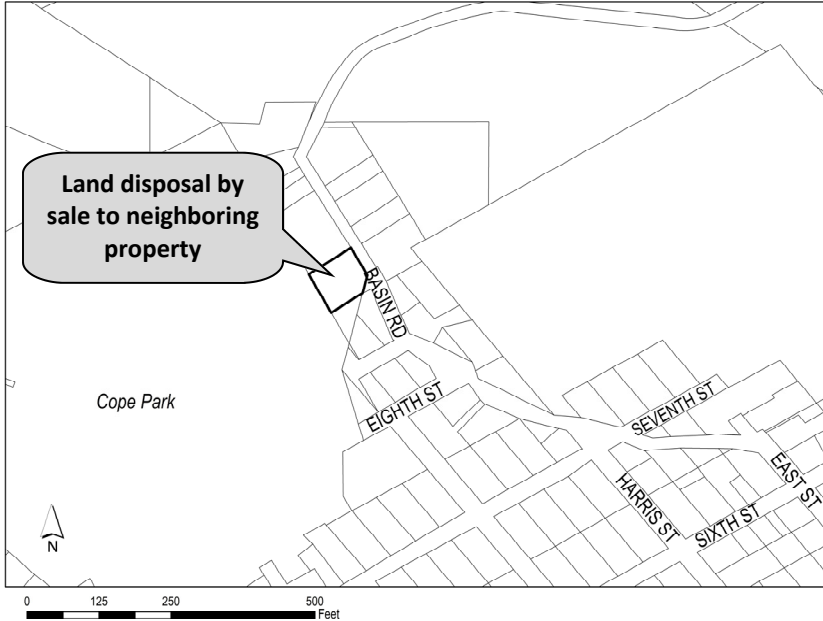 Land disposal by
sale to neighboring
property
BASIN RD
Cope Park
EIGHTH ST
SEVENTH ST
EAST ST
HARRIS ST
SIXTH ST
N
0 125 250 500
Feet